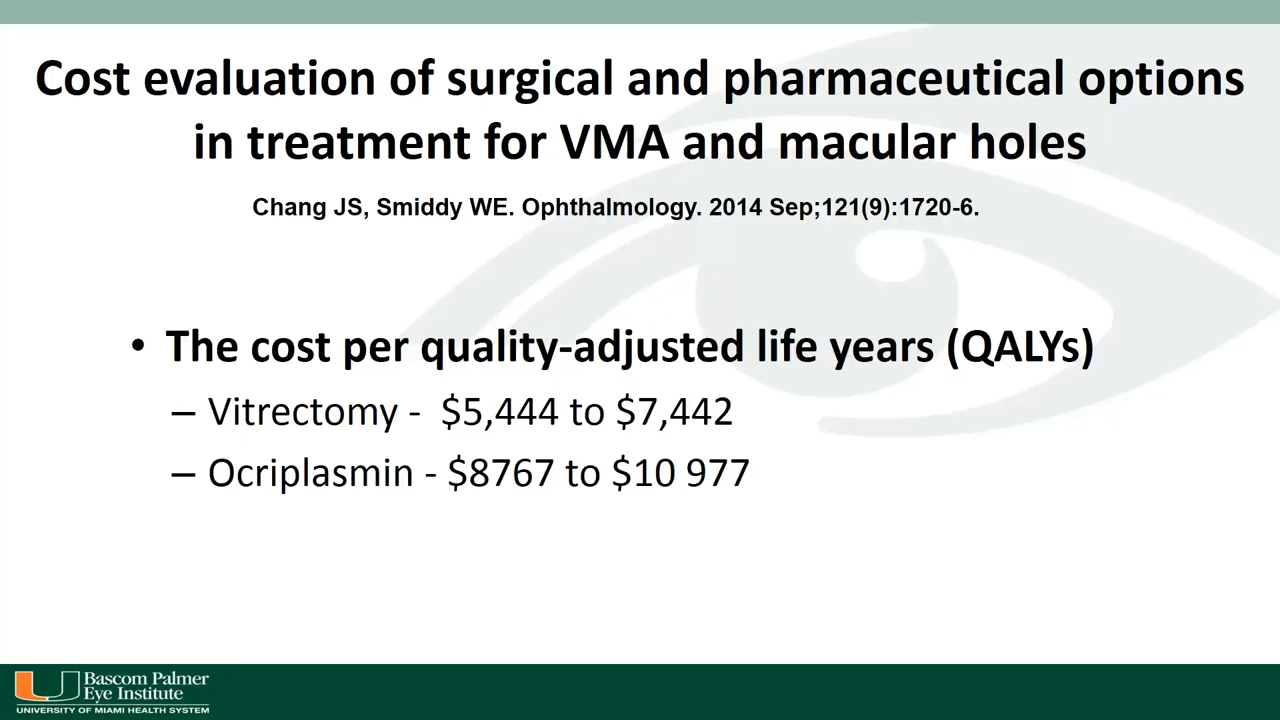 Cost evaluation of surgical and pharmaceutical options
in treatment for VMA and macular holes
Chang JS, Smiddy WE. Ophthalmology. 2014 Sep;121(9):1720-6.
• The cost per quality-adjusted life years (QALYs)
– Vitrectomy - $5,444 to $7,442
– Ocriplasmin - $8767 to $10 977
Bascom Palmer
Eye Institute
UNIVERSITY OF MIAMI HEALTH SYSTEM